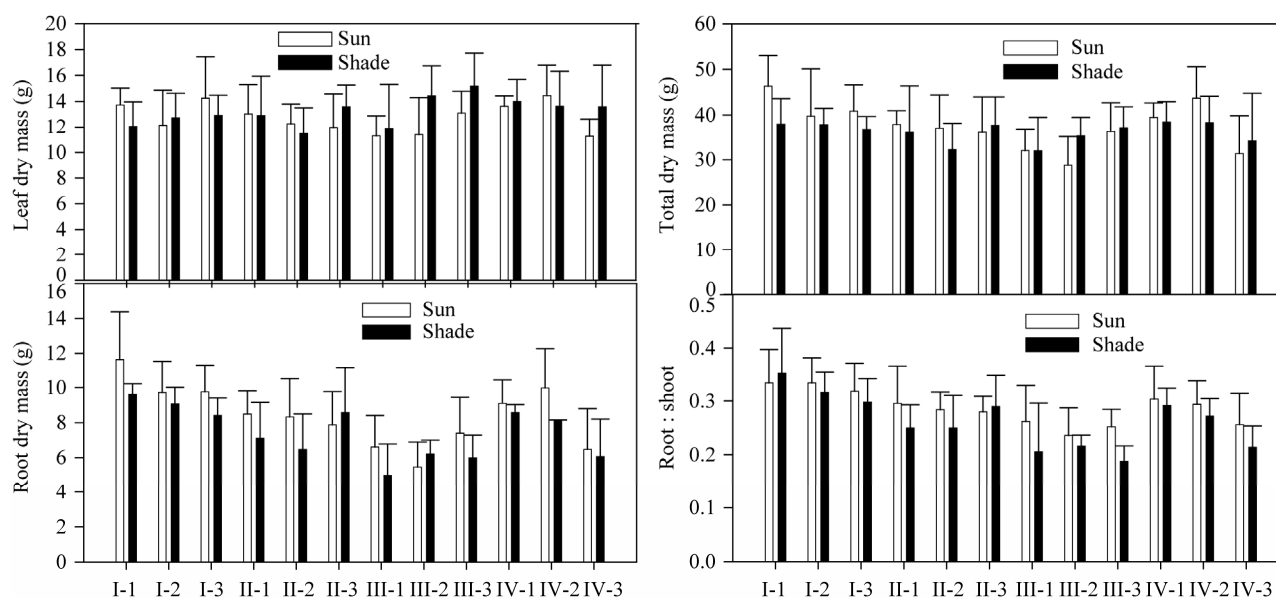 Leaf dry mass (g)
20
18
16
14
12
10
8
6
4
2
0
Sun
Shade
Total dry mass (g)
60
50
40
30
20
10
0
Sun
Shade
Root dry mass (g)
16
14
12
10
8
6
4
2
0
Sun
Shade
I-1 I-2 I-3 II-1 II-2 II-3 III-1 III-2 III-3 IV-1 IV-2 IV-3
Root : shoot
0.5
0.4
0.3
0.2
0.1
0.0
Sun
Shade
I-1 I-2 I-3 II-1 II-2 II-3 III-1 III-2 III-3 IV-1 IV-2 IV-3